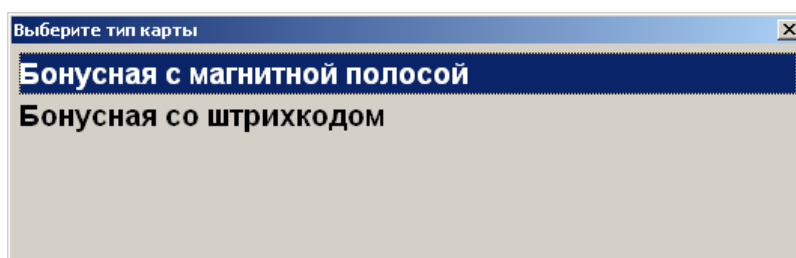 Выберите тип карты
Бонусная с магнитной полосой
Бонусная со штрихкодом